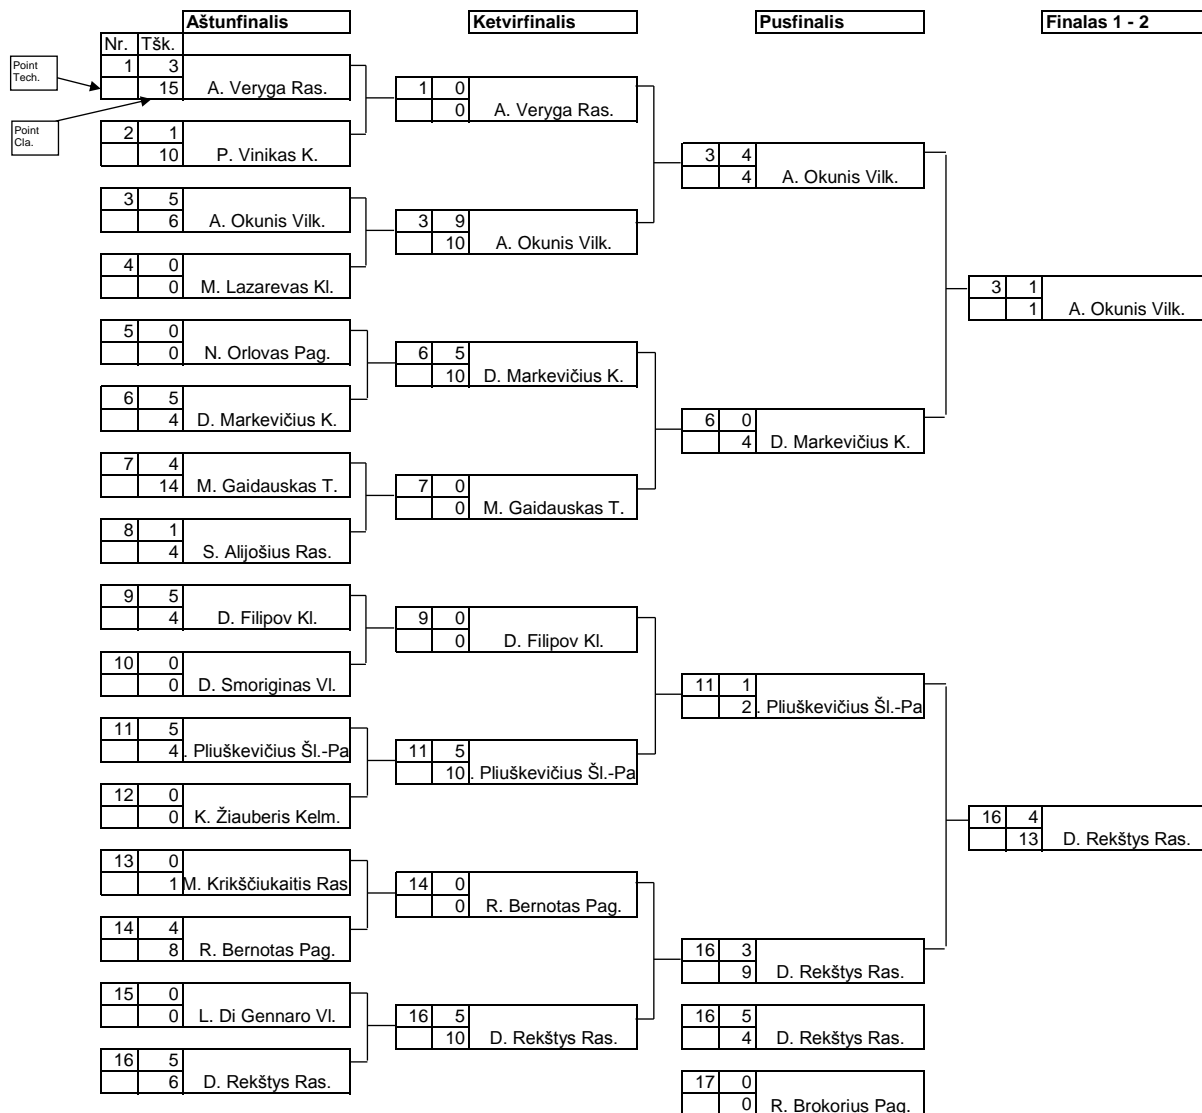 Aštunfinalis Ketvirfinalis Pusfinalis Finalas 1 - 2
Nr. Tšk.
Point
Tech.
Point
Cla.
1 3
15 A. Veryga Ras.
2 1
10 P. Vinikas K.
3 5
6 A. Okunis Vilk.
4 0
0 M. Lazarevas Kl.
5 0
0 N. Orlovas Pag.
6 5
4 D. Markevičius K.
7 4
14 M. Gaidauskas T.
8 1
4 S. Alijošius Ras.
9 5
4 D. Filipov Kl.
10 0
0 D. Smoriginas Vl.
11 5
4 . Pliuškevičius Šl.-Pa
12 0
0 K. Žiauberis Kelm.
13 0
1 M. Krikščiukaitis Ras
14 4
8 R. Bernotas Pag.
15 0
0 L. Di Gennaro Vl.
16 5
6 D. Rekštys Ras.
1 0
0 A. Veryga Ras.
3 9
10 A. Okunis Vilk.
6 5
10 D. Markevičius K.
7 0
0 M. Gaidauskas T.
9 0
0 D. Filipov Kl.
11 5
10 . Pliuškevičius Šl.-Pa
14 0
0 R. Bernotas Pag.
16 5
10 D. Rekštys Ras.
3 4
4 A. Okunis Vilk.
6 0
4 D. Markevičius K.
11 1
2 . Pliuškevičius Šl.-Pa
16 3
9 D. Rekštys Ras.
16 5
4 D. Rekštys Ras.
17 0
0 R. Brokorius Pag.
3 1
1 A. Okunis Vilk.
16 4
13 D. Rekštys Ras.